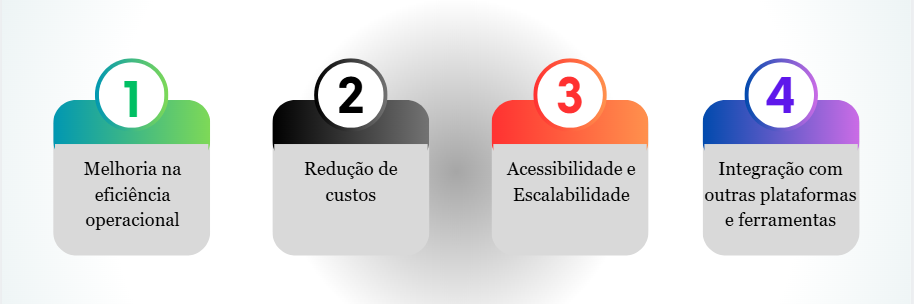 1
Melhoria na
eficiência
operacional
2
Redução de
custos
3
Acessibilidade e
Escalabilidade
4
Integração com
outras plataformas
e ferramentas